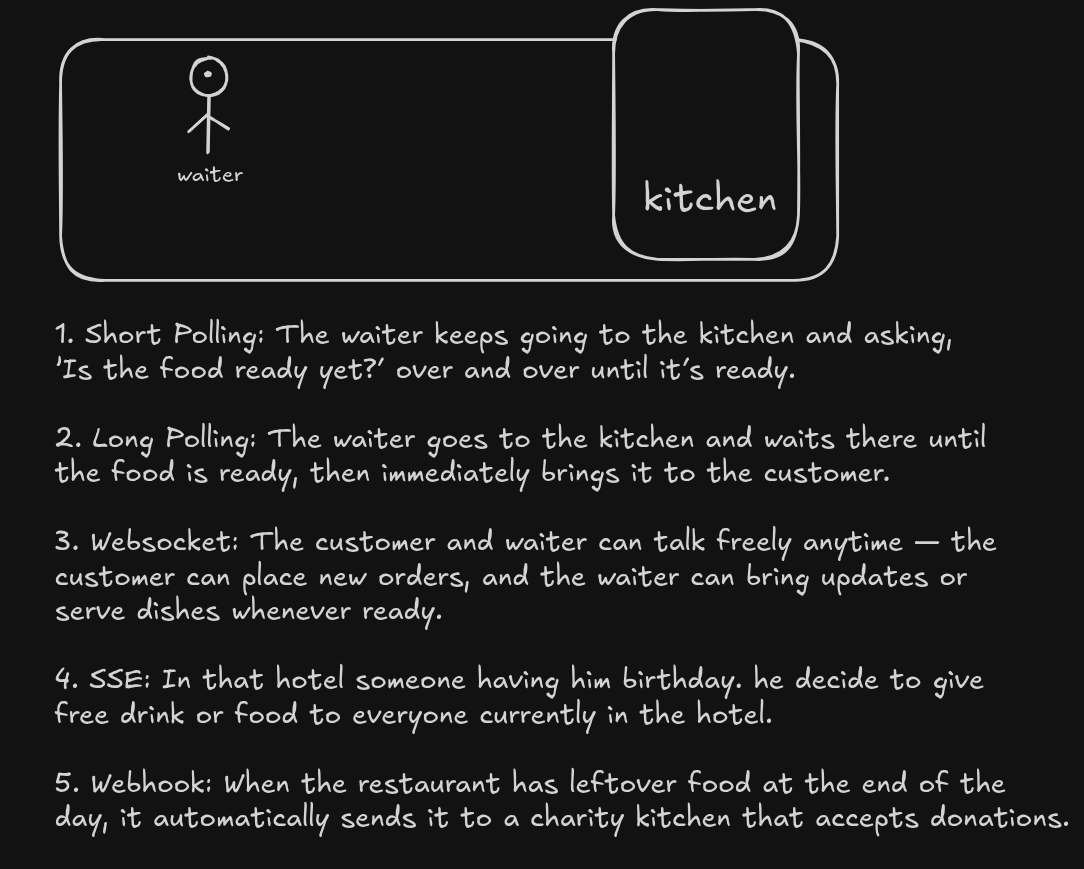 waiter
kitchen
1. Short Polling: The waiter keeps going to the kitchen and asking,
'Is the food ready yet?' over and over until it's ready.
2. Long Polling: The waiter goes to the kitchen and waits there until
the food is ready, then immediately brings it to the customer.
3. Websocket: The customer and waiter can talk freely anytime — the
customer can place new orders, and the waiter can bring updates or
serve dishes whenever ready.
4. SSE: In that hotel someone having him birthday. he decide to give
free drink or food to everyone currently in the hotel.
5. Webhook: When the restaurant has leftover food at the end of the
day, it automatically sends it to a charity kitchen that accepts donations.